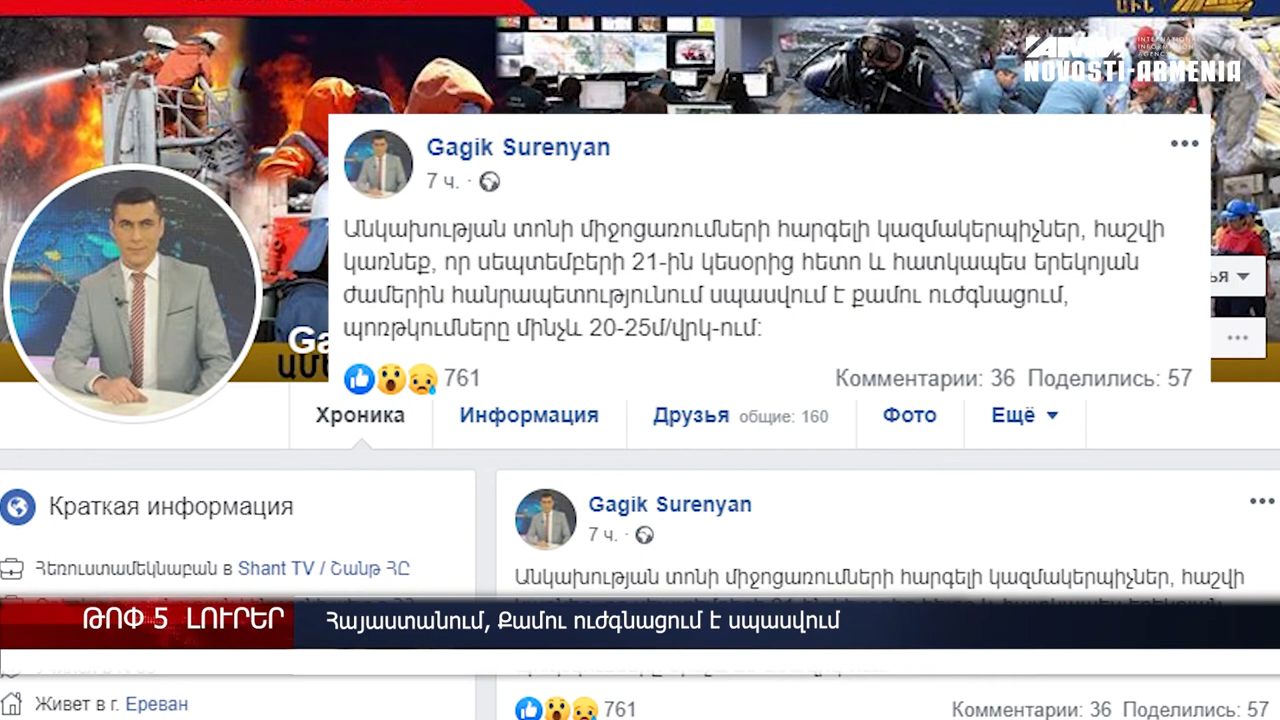 INTERNATIONAL
INFORMATION
AGENCY
NOVOSTI-ARMENIA
Gagik Surenyan
7 ч. ·
Անկախության տոնի միջոցառումների հարգելի կազմակերպիչներ, հաշվի
կառնեք, որ սեպտեմբերի 21-ին կեսօրից հետո և հատկապես երեկոյան
ժամերին հանրապետությունում սպասվում է քամու ուժգնացում,
պոռթկումները մինչև 20-25մ/վրկ-ում:
761
Комментарии: 36 Поделились: 57
Хроника
Информация
Друзья общие: 160
Фото
Ещё
Краткая информация
Հեռուստամեկնաբան в Shant TV / Շանթ ՀԸ
Gagik Surenyan
7 ч. ·
Անկախության տոնի միջոցառումների հարգելի կազմակերպիչներ, հաշվի
ԹՈՓ 5 ԼՈՒՐԵՐ
Հայաստանում, Քամու ուժգնացում է սպասվում
Живет в г. Ереван
761
Комментарии: 36 Поделились: 57